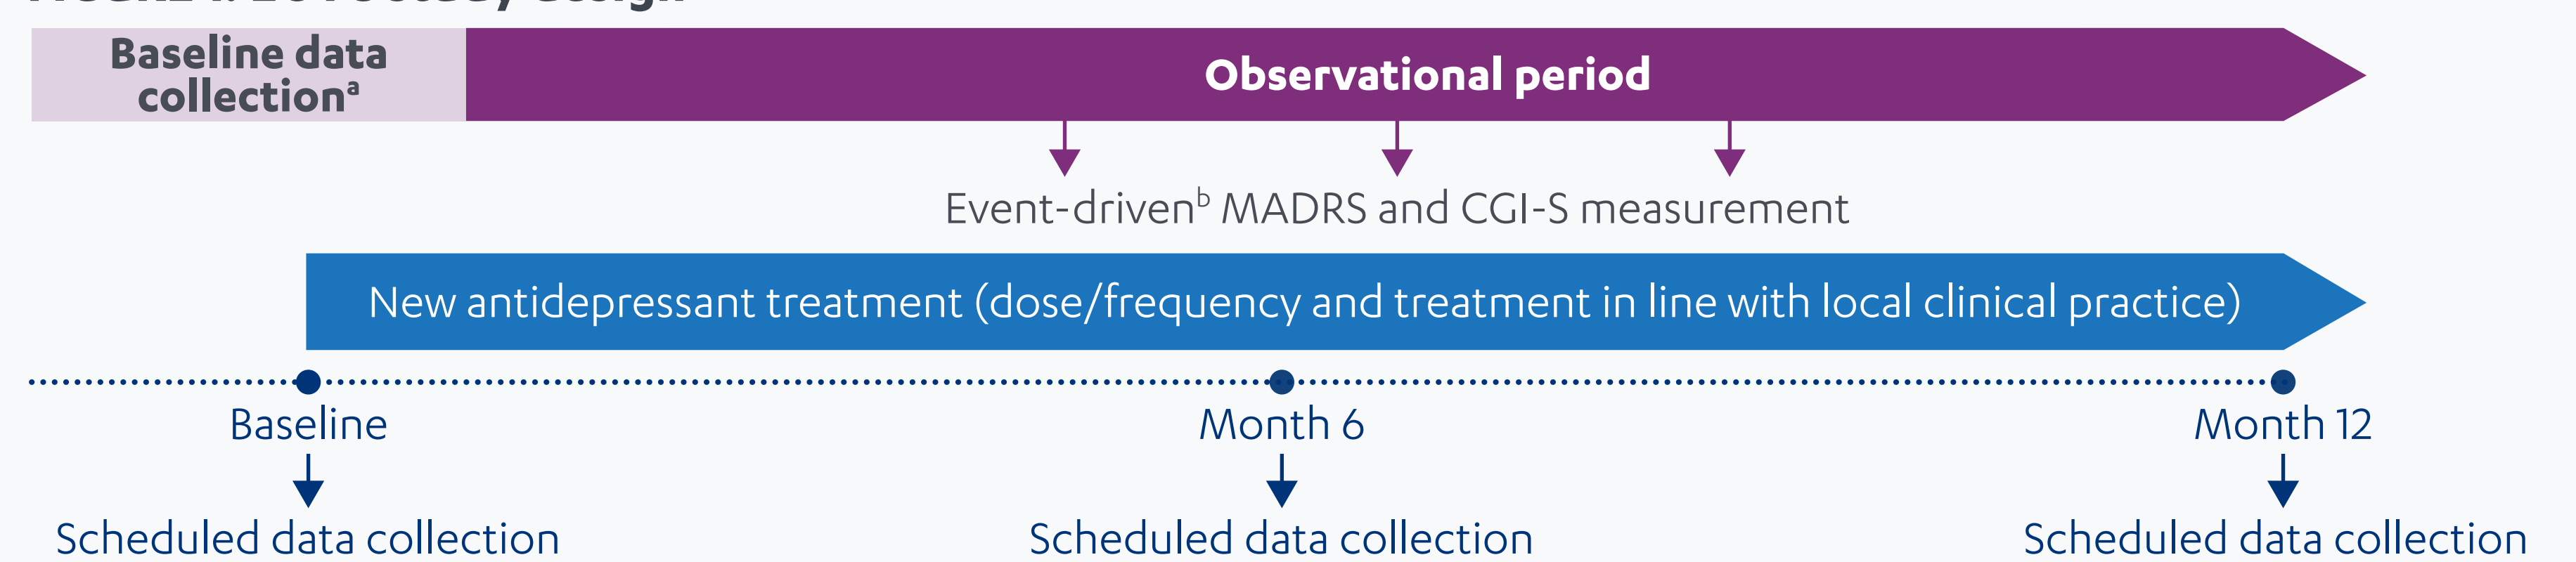 Baseline data
collectionᵃ
Observational period
Event-drivenᵇ MADRS and CGI-S measurement
New antidepressant treatment (dose/frequency and treatment in line with local clinical practice)
Baseline
Month 6
Month 12
Scheduled data collection
Scheduled data collection
Scheduled data collection